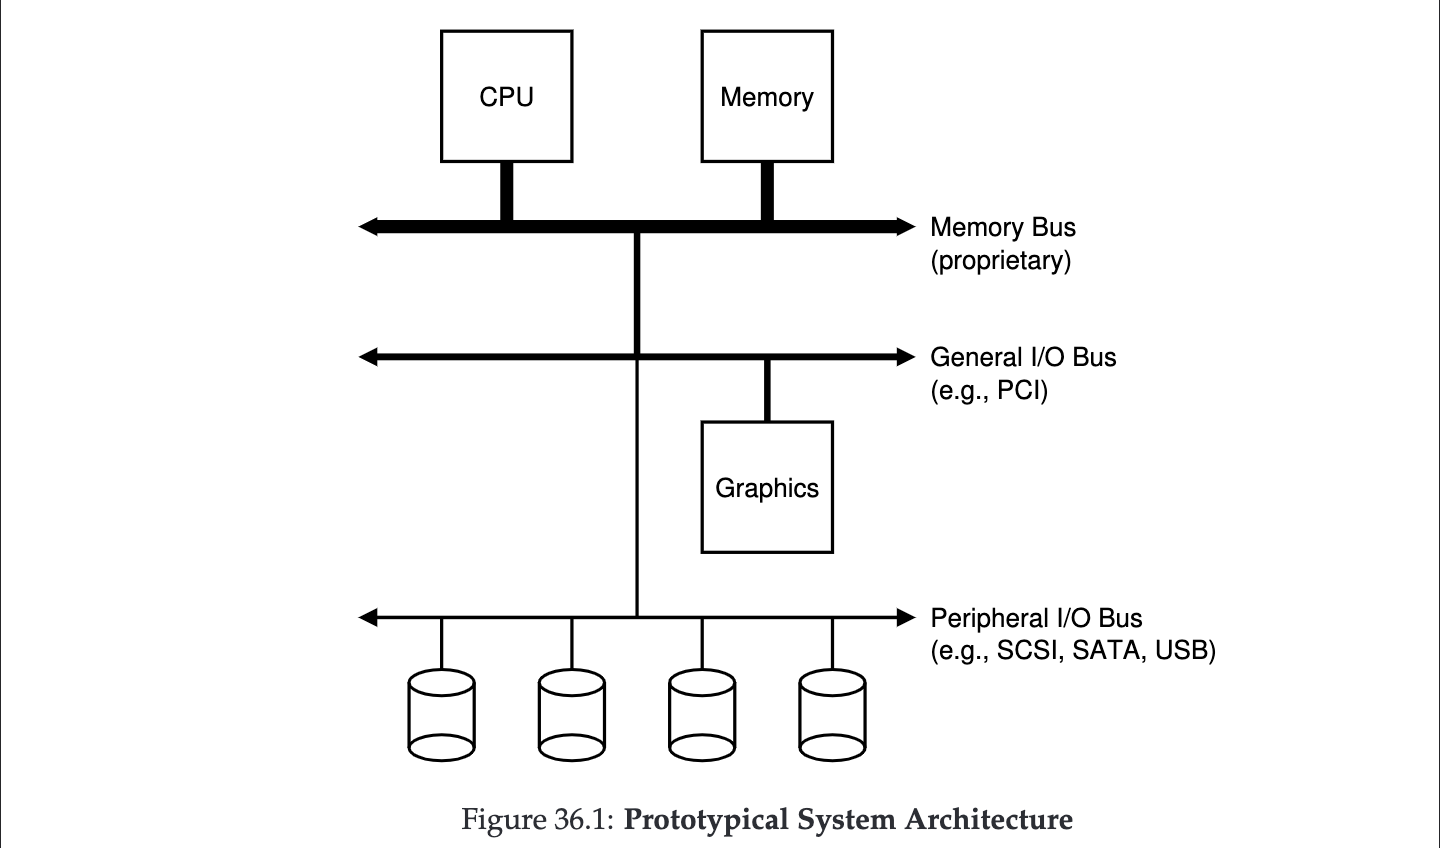 CPU
Memory
Memory Bus
(proprietary)
General I/O Bus
(e.g., PCI)
Graphics
Peripheral I/O Bus
(e.g., SCSI, SATA, USB)
Figure 36.1: Prototypical System Architecture